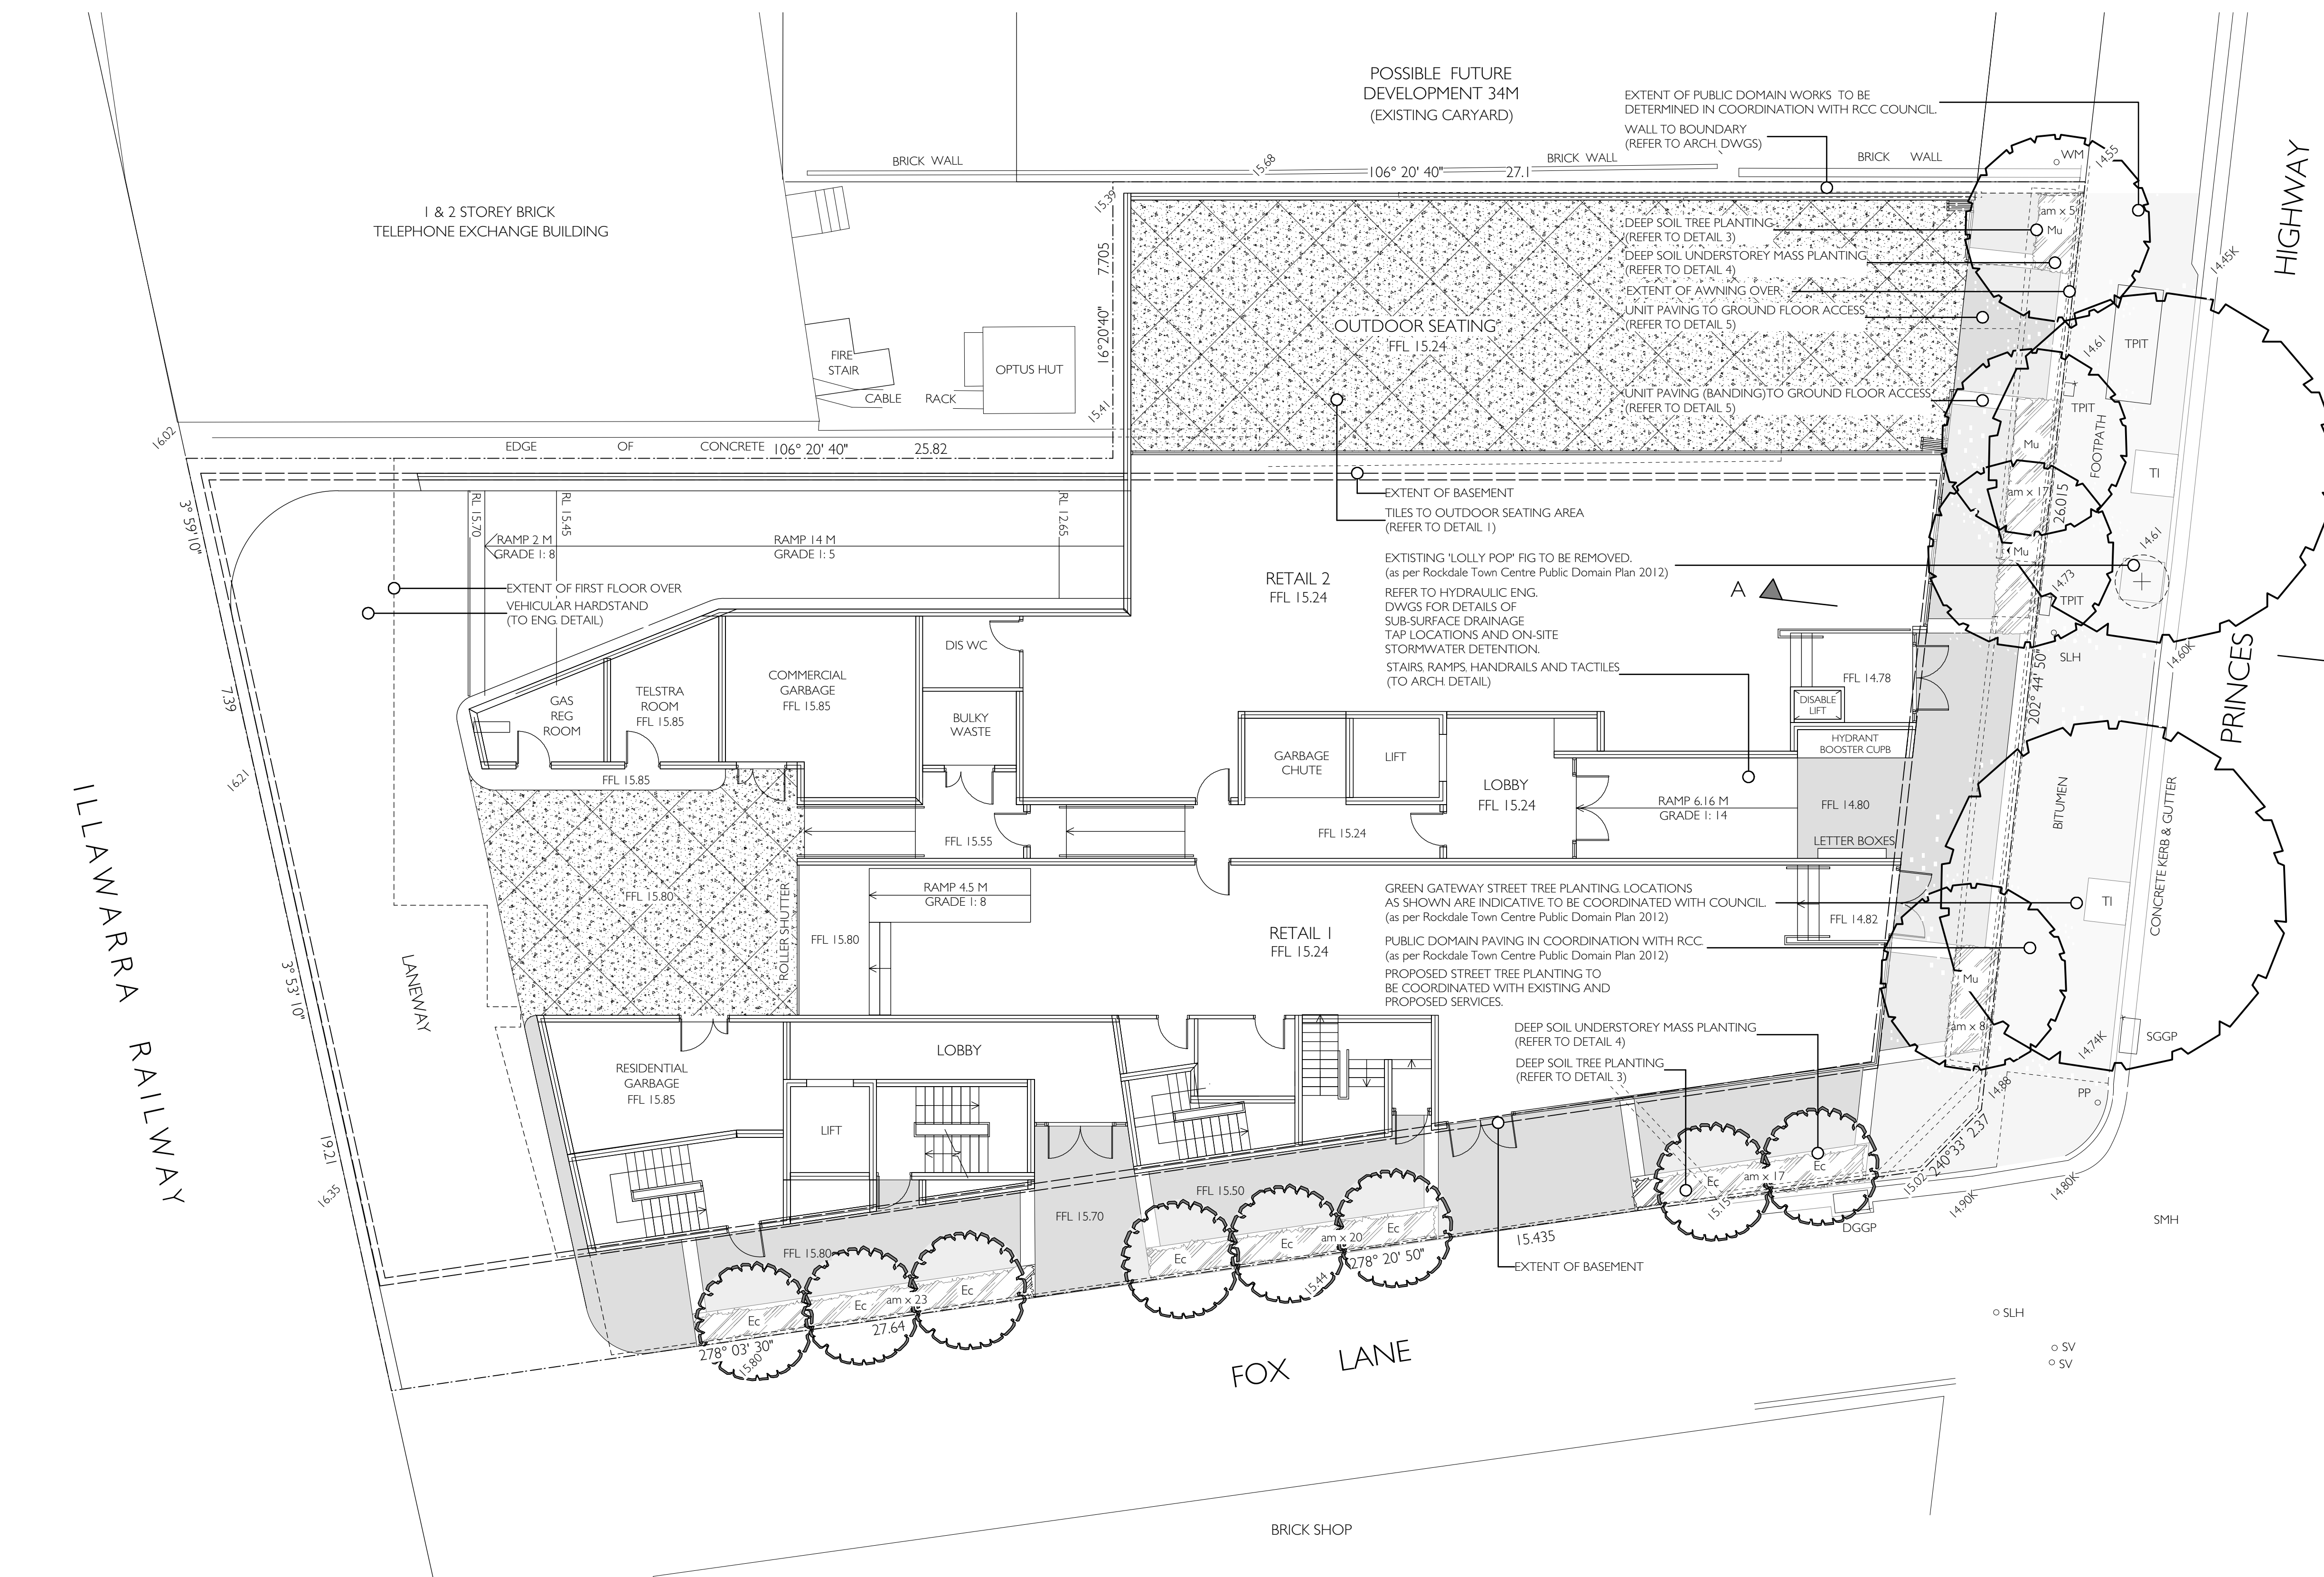 POSSIBLE FUTURE
DEVELOPMENT 34M
(EXISTING CARYARD)
EXTENT OF PUBLIC DOMAIN WORKS TO BE
DETERMINED IN COORDINATION WITH RCC COUNCIL.
WALL TO BOUNDARY
(REFER TO ARCH. DWGS)
BRICK WALL
15.68
106° 20' 40"
27.1
BRICK WALL
BRICK WALL
WM
14.55
HIGHWAY
1 & 2 STOREY BRICK
TELEPHONE EXCHANGE BUILDING
15.39
7.705
16°20'40"
15.41
DEEP SOIL TREE PLANTING
(REFER TO DETAIL 3)
DEEP SOIL UNDERSTOREY MASS PLANTING
(REFER TO DETAIL 4)
EXTENT OF AWNING OVER
UNIT PAVING TO GROUND FLOOR ACCESS
(REFER TO DETAIL 5)
UNIT PAVING (BANDING)TO GROUND FLOOR ACCESS
(REFER TO DETAIL 5)
am x 5
Mu
14.45K
OUTDOOR SEATING
FFL 15.24
FIRE
STAIR
OPTUS HUT
CABLE RACK
14.61
TPIT
TPIT
FOOTPATH
Mu
TI
am x 17
26.015
14.61
Mu
14.73
TPIT
SLH
14.60K
202° 44' 50"
PRINCES
16.02
EDGE OF CONCRETE
106° 20' 40"
25.82
3° 59'10"
RL 15.70
RL 15.45
RL 12.65
RAMP 2 M
GRADE 1: 8
RAMP 14 M
GRADE 1: 5
EXTENT OF FIRST FLOOR OVER
VEHICULAR HARDSTAND
(TO ENG. DETAIL)
EXTENT OF BASEMENT
TILES TO OUTDOOR SEATING AREA
(REFER TO DETAIL 1)
EXTISTING 'LOLLY POP' FIG TO BE REMOVED.
(as per Rockdale Town Centre Public Domain Plan 2012)
RETAIL 2
FFL 15.24
REFER TO HYDRAULIC ENG.
DWGS FOR DETAILS OF
SUB-SURFACE DRAINAGE
TAP LOCATIONS AND ON-SITE
STORMWATER DETENTION.
A
STAIRS, RAMPS, HANDRAILS AND TACTILES
(TO ARCH. DETAIL)
FFL 14.78
DISABLE
LIFT
HYDRANT
BOOSTER CUPB
7.39
16.21
GAS
REG
ROOM
TELSTRA
ROOM
FFL 15.85
COMMERCIAL
GARBAGE
FFL 15.85
DIS WC
BULKY
WASTE
FFL 15.85
GARBAGE
CHUTE
LIFT
LOBBY
FFL 15.24
RAMP 6.16 M
GRADE 1: 14
FFL 14.80
LETTER BOXES
FFL 15.55
FFL 15.24
BITUMEN
CONCRETE KERB & GUTTER
ILLAWARRA RAILWAY
LANEWAY
FFL 15.80
ROLLER SHUTTER
FFL 15.80
RAMP 4.5 M
GRADE 1: 8
RETAIL 1
FFL 15.24
GREEN GATEWAY STREET TREE PLANTING. LOCATIONS
AS SHOWN ARE INDICATIVE. TO BE COORDINATED WITH COUNCIL.
(as per Rockdale Town Centre Public Domain Plan 2012)
FFL 14.82
TI
PUBLIC DOMAIN PAVING IN COORDINATION WITH RCC.
(as per Rockdale Town Centre Public Domain Plan 2012)
PROPOSED STREET TREE PLANTING TO
BE COORDINATED WITH EXISTING AND
PROPOSED SERVICES.
Mu
am x 8
SGGP
14.74K
14.88
PP
3° 53' 10"
19.21
16.35
RESIDENTIAL
GARBAGE
FFL 15.85
LOBBY
LIFT
DEEP SOIL UNDERSTOREY MASS PLANTING
(REFER TO DETAIL 4)
DEEP SOIL TREE PLANTING
(REFER TO DETAIL 3)
240°33' 2.37
15.02
14.90K
14.80K
Ec
am x 17
Ec
15.15
DGGP
SMH
FFL 15.50
FFL 15.70
FFL 15.80
Ec
am x 20
Ec
Ec
15.44
278° 20' 50"
15.435
EXTENT OF BASEMENT
Ec
am x 23
Ec
Ec
27.64
278° 03' 30"
15.80
FOX LANE
SLH
SV
SV
BRICK SHOP